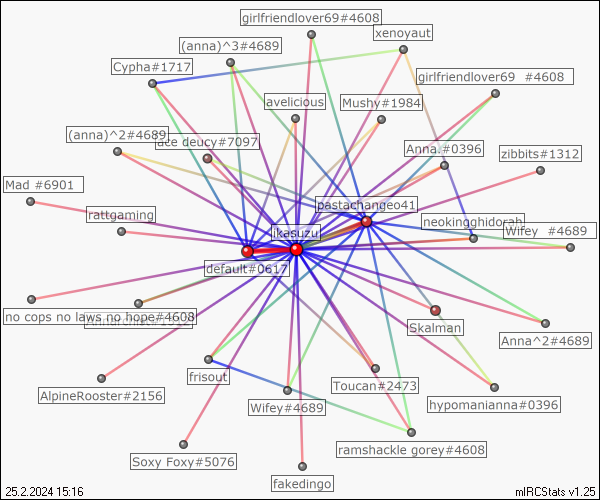 girlfriendlover69#4608
xenoyaut
(anna)^3#4689
Cypha#1717
girlfriendlover69 #4608
avelicious
Mushy#1984
(anna)^2#4689
ace deucy#7097
Anna.#0396
zibbits#1312
Mad #6901
pastachangeo41
rattgaming
neokingghidorah
ikasuzu
Wifey #4689
default#0617
no cops no laws no hope#4608
Skalman
Anna^2#4689
frisout
Toucan#2473
AlpineRooster#2156
Wifey#4689
hypomanianna#0396
ramshackle gorey#4608
Soxy Foxy#5076
fakedingo
25.2.2024 15:16
mIRCStats v1.25